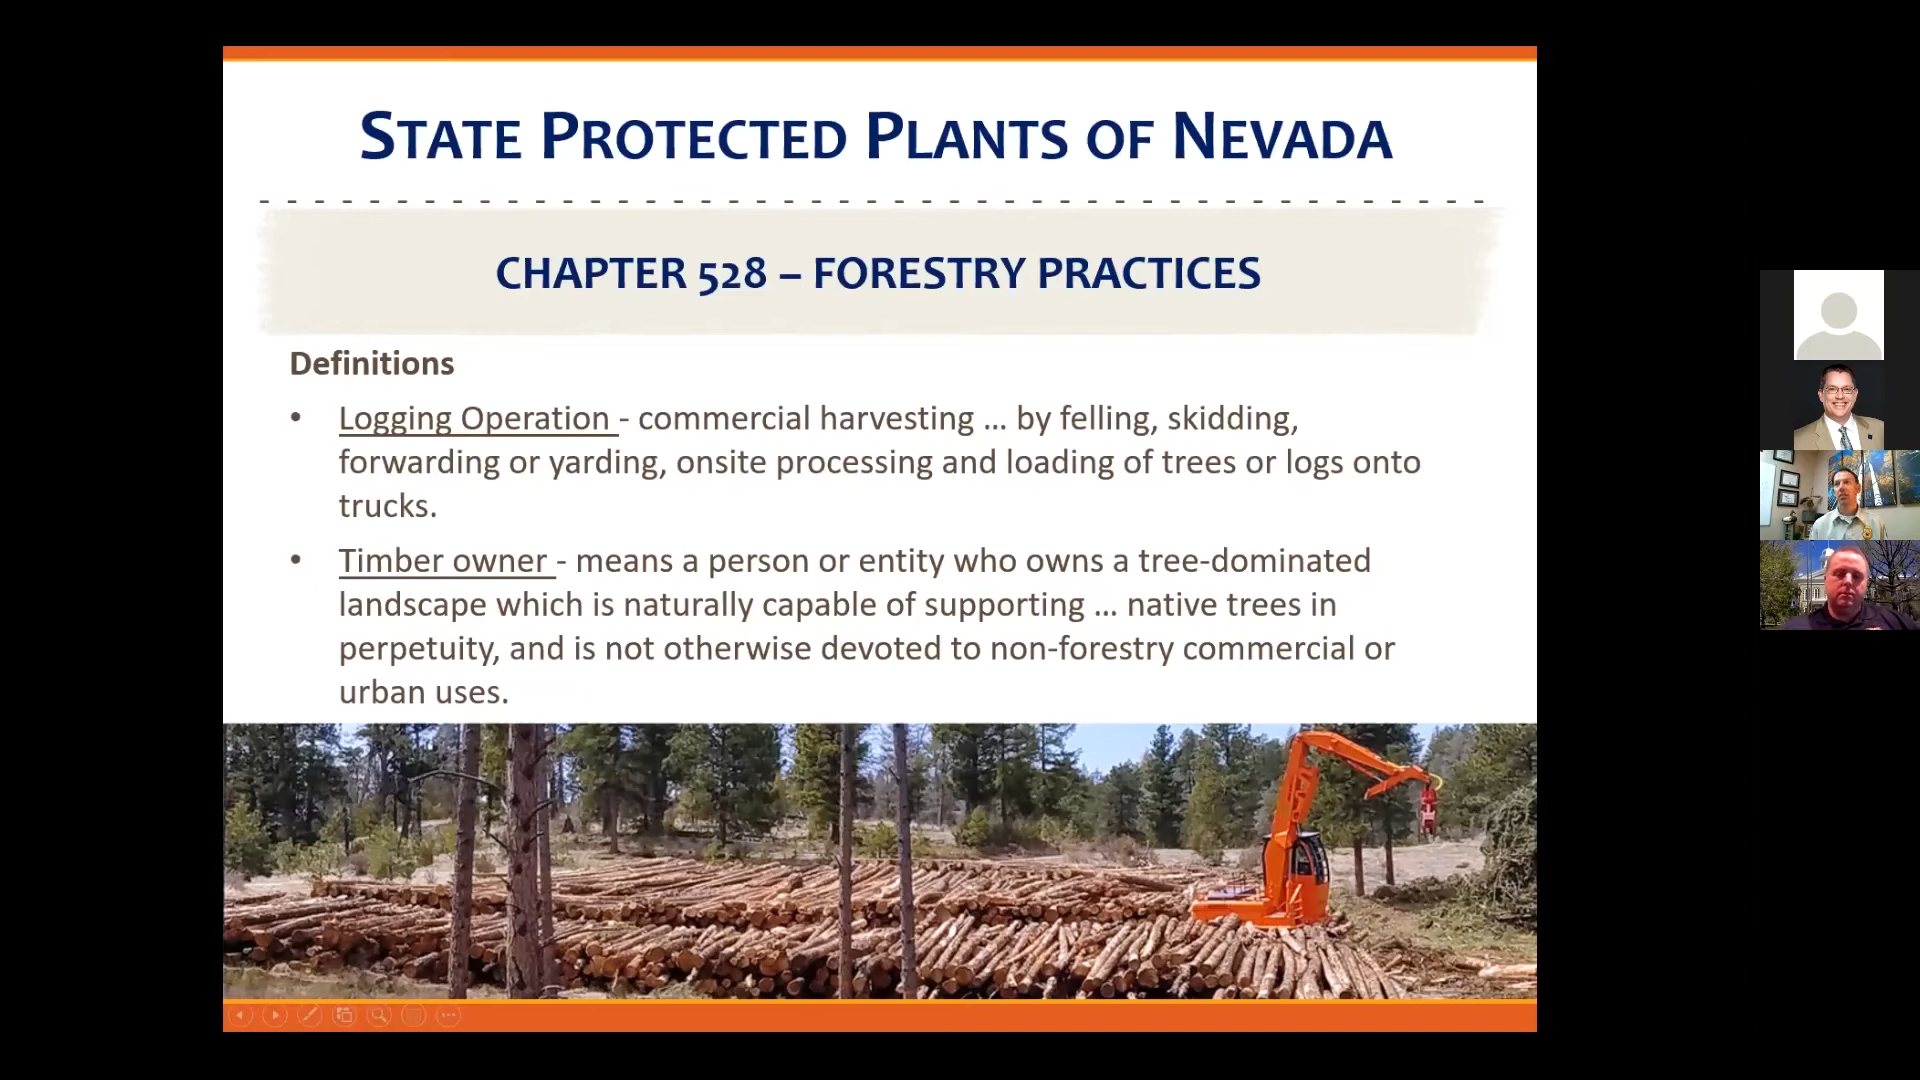 STATE PROTECTED PLANTS OF NEVADA
CHAPTER 528 – FORESTRY PRACTICES
Definitions
• Logging Operation - commercial harvesting ... by felling, skidding,
forwarding or yarding, onsite processing and loading of trees or logs onto
trucks.
• Timber owner - means a person or entity who owns a tree-dominated
landscape which is naturally capable of supporting ... native trees in
perpetuity, and is not otherwise devoted to non-forestry commercial or
urban uses.